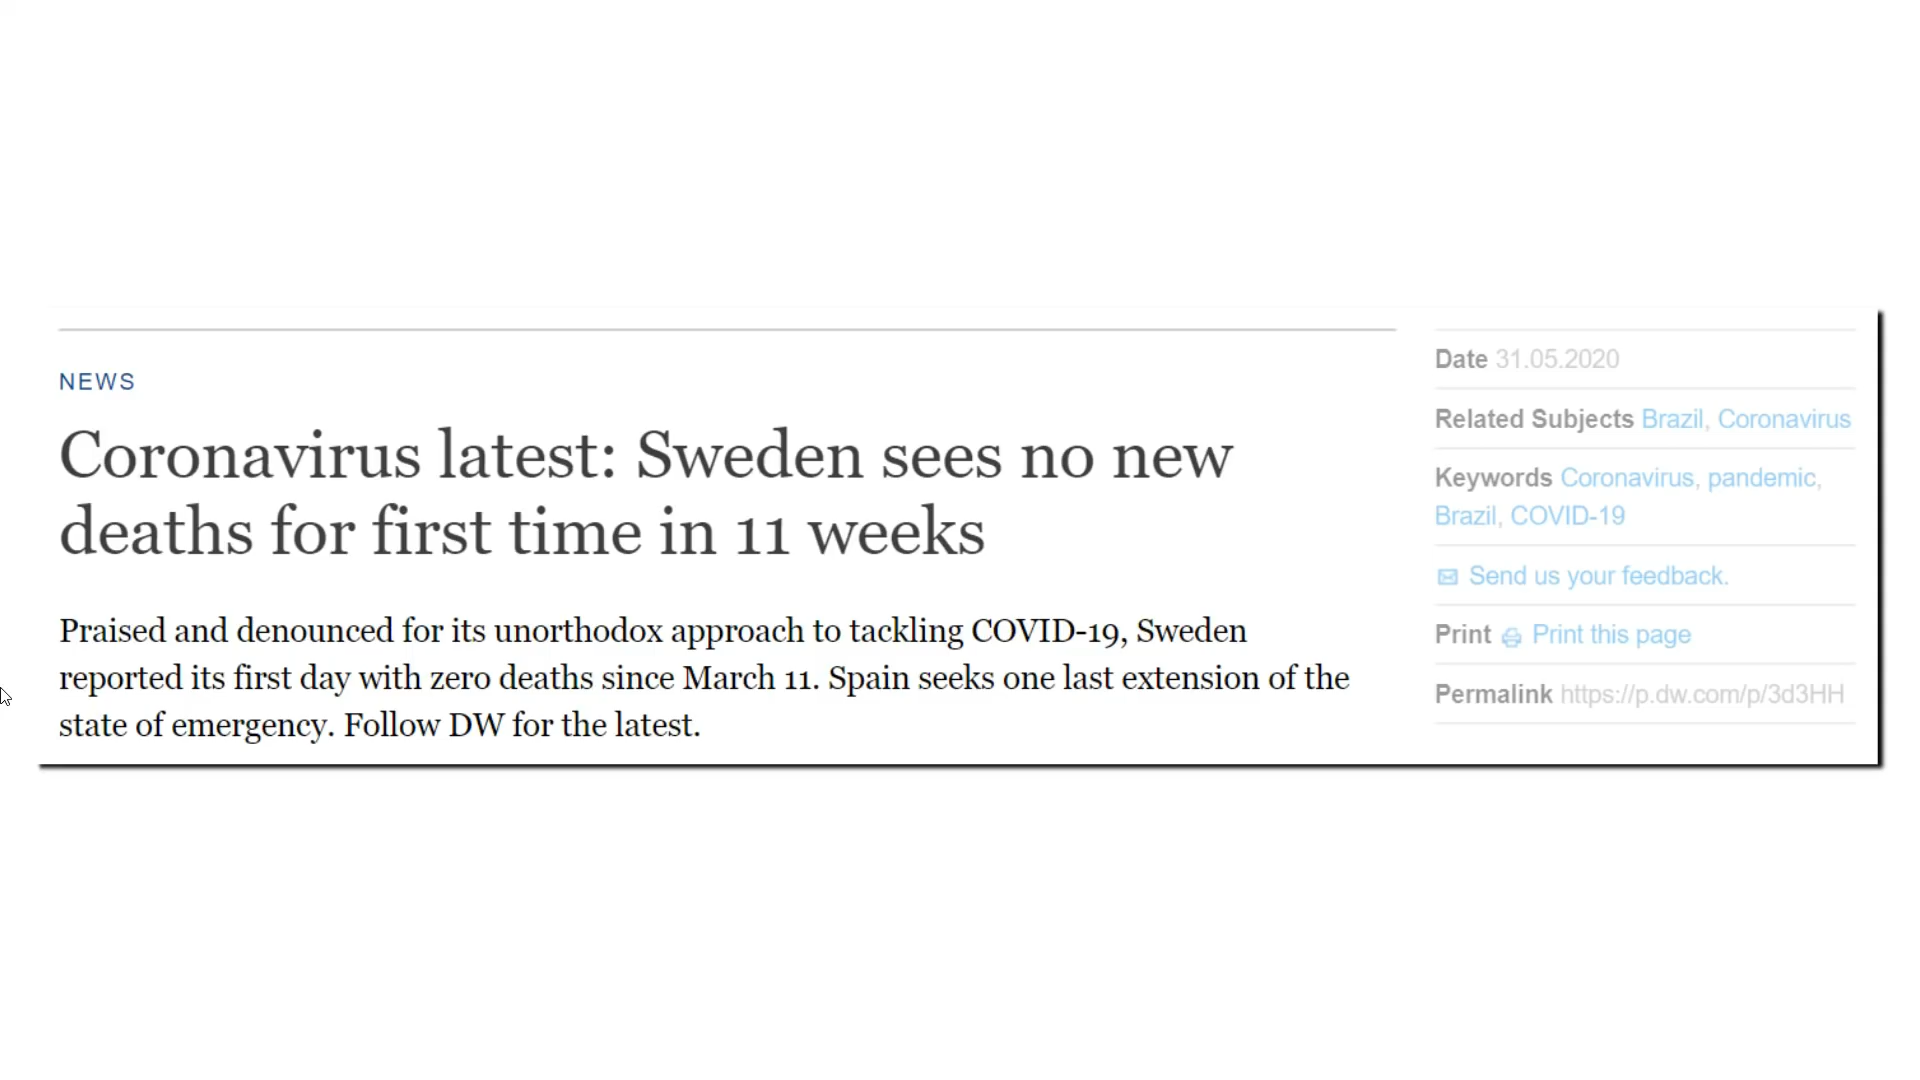 NEWS
Coronavirus latest: Sweden sees no new
deaths for first time in 11 weeks
Praised and denounced for its unorthodox approach to tackling COVID-19, Sweden
reported its first day with zero deaths since March 11. Spain seeks one last extension of the
state of emergency. Follow DW for the latest.
Date 31.05.2020
Related Subjects Brazil, Coronavirus
Keywords Coronavirus, pandemic,
Brazil, COVID-19
Send us your feedback.
Print Print this page
Permalink https://p.dw.com/p/3d3HH